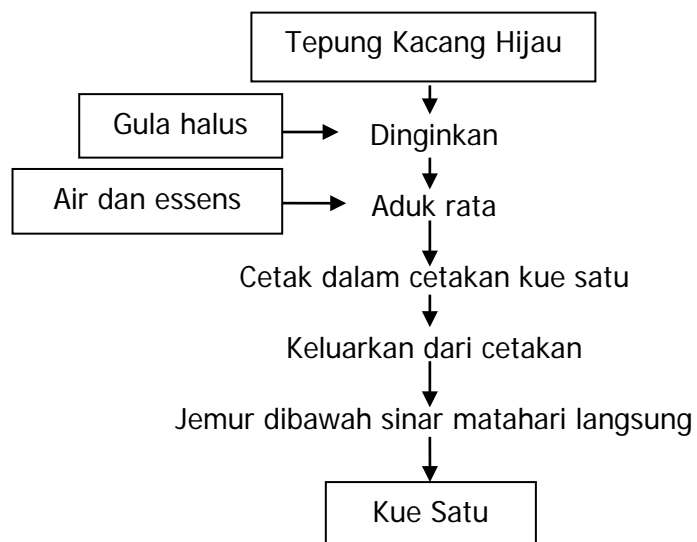 Tepung Kacang Hijau
Gula halus
Dinginkan
Air dan essens
Aduk rata
Cetak dalam cetakan kue satu
Keluarkan dari cetakan
Jemur dibawah sinar matahari langsung
Kue Satu